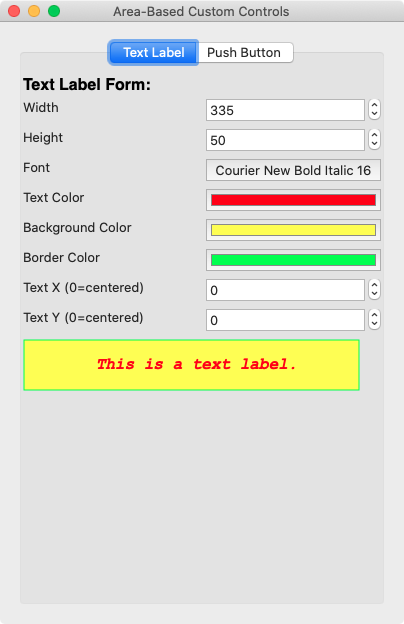 Area-Based Custom Controls
Text Label Push Button
Text Label Form:
Width 335
Height 50
Font Courier New Bold Italic 16
Text Color
Background Color
Border Color
Text X (0=centered) 0
Text Y (0=centered) 0
This is a text label.